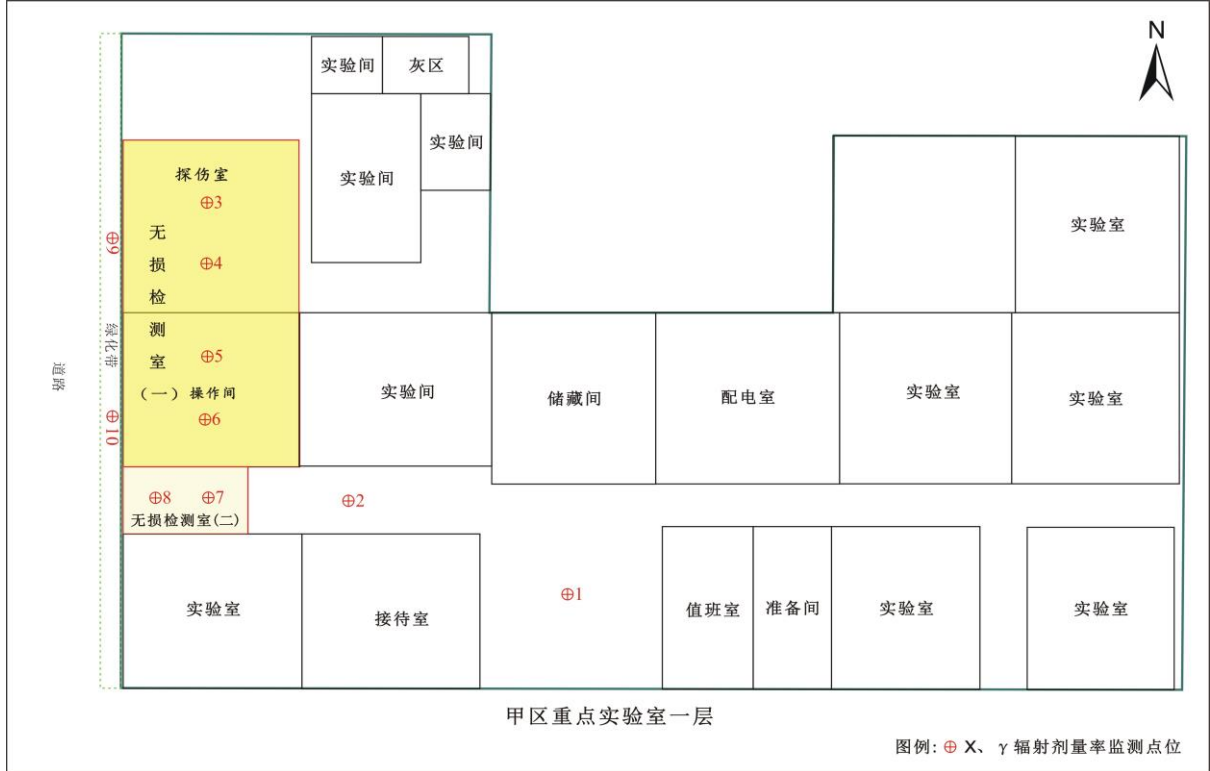 N
实验间
灰区
实验间
实验间
探伤室
⊕3
实验室
无损检测室
⊕9
⊕4
绿化带
道路
⊕5
（一）操作间
⊕6
实验间
储藏间
配电室
实验室
实验室
⊕10
⊕8
⊕7
无损检测室(二)
⊕2
⊕1
实验室
接待室
值班室
准备间
实验室
实验室
甲区重点实验室一层
图例: ⊕ X、γ辐射剂量率监测点位